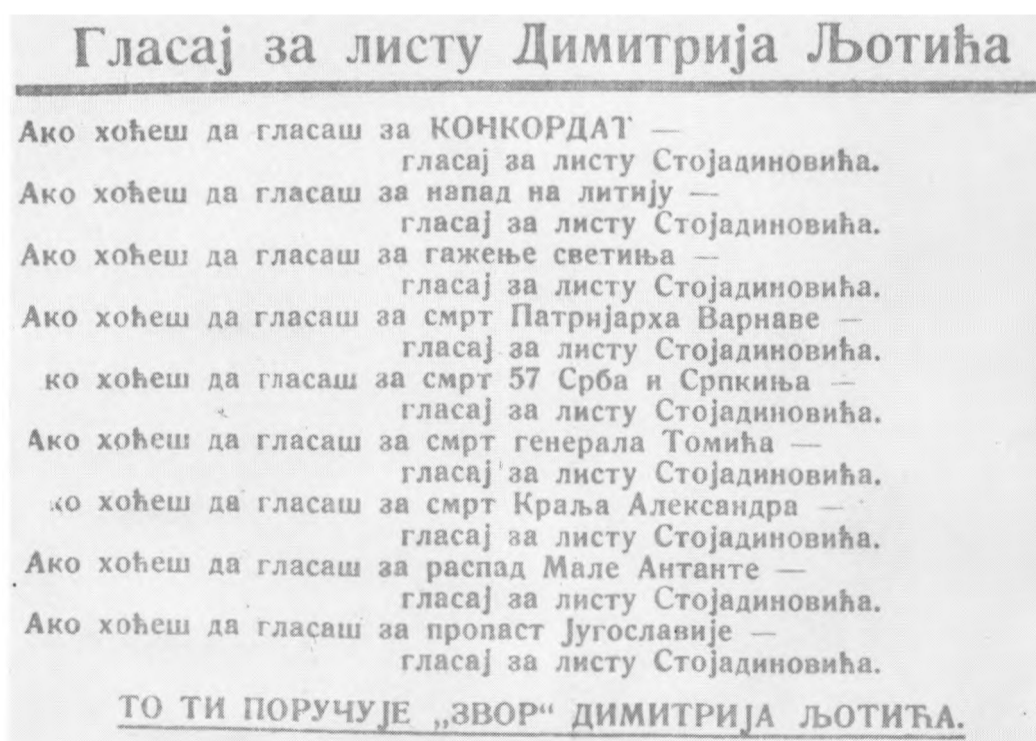 Гласај за листу Димитрија Љотића
Ако хоћеш да гласаш за КОНКОРДАТ —
гласај за листу Стојадиновића.
Ако хоћеш да гласаш за напад на литију —
гласај за листу Стојадиновића.
Ако хоћеш да гласаш за гажење светиња —
гласај за листу Стојадиновића.
Ако хоћеш да гласаш за смрт Патријарха Варнаве —
гласај за листу Стојадиновића.
ко хоћеш да гласаш за смрт 57 Срба и Српкиња —
гласај за листу Стојадиновића.
Ако хоћеш да гласаш за смрт генерала Томића —
гласај за листу Стојадиновића.
ко хоћеш да гласаш за смрт Краља Александра —
гласај за листу Стојадиновића.
Ако хоћеш да гласаш за распад Мале Антанте —
гласај за листу Стојадиновића.
Ако хоћеш да гласаш за пропаст Југославије —
гласај за листу Стојадиновића.
ТО ТИ ПОРУЧУЈЕ „ЗБОР“ ДИМИТРИЈА ЉОТИЋА.